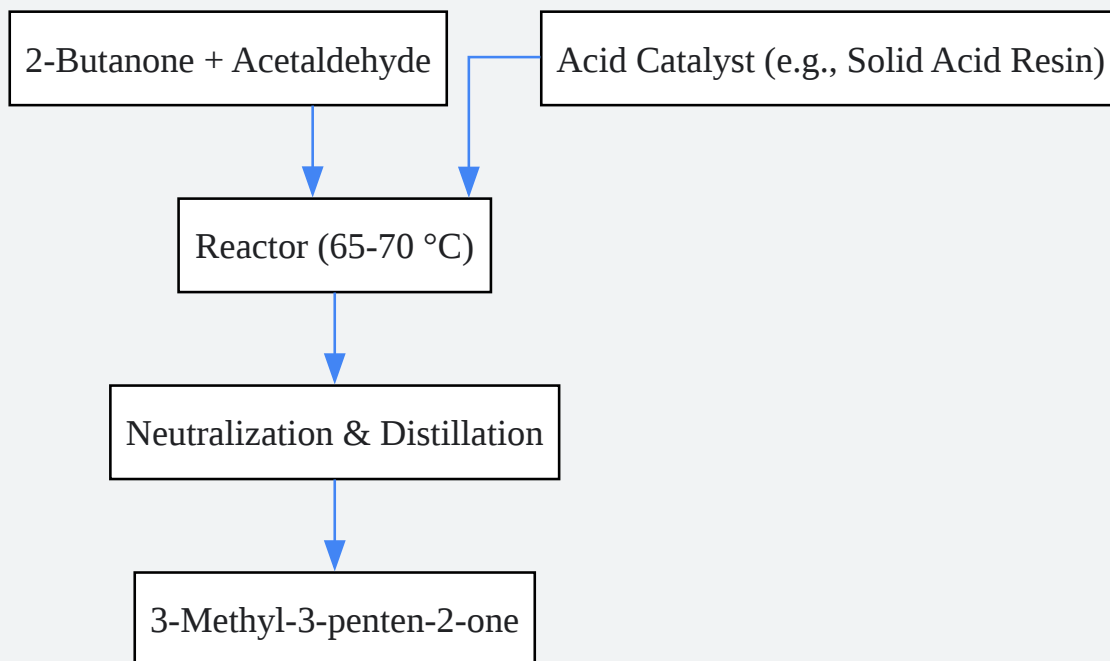 2-Butanone + Acetaldehyde
Acid Catalyst (e.g., Solid Acid Resin)
Reactor (65-70 °C)
Neutralization & Distillation
3-Methyl-3-penten-2-one